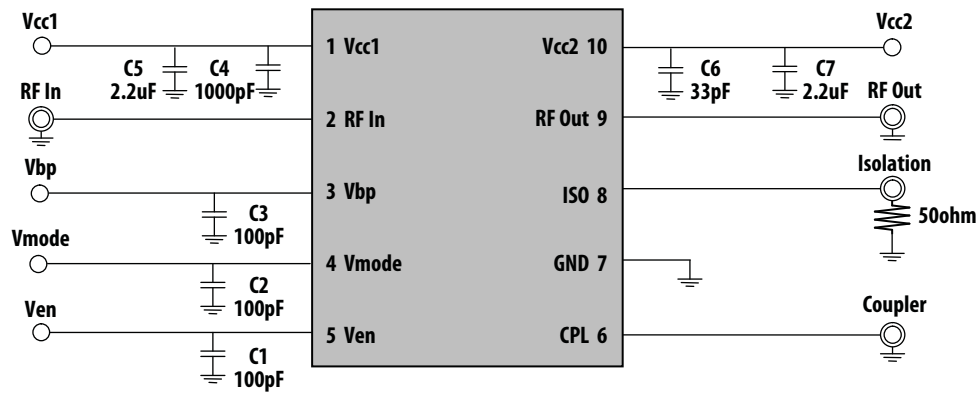 Vcc1
C5
2.2uF
C4
1000pF
RF In
Vbp
C3
100pF
Vmode
C2
100pF
Ven
C1
100pF
1 Vcc1
2 RF In
3 Vbp
4 Vmode
5 Ven
Vcc2 10
RF Out 9
ISO 8
GND 7
CPL 6
Vcc2
C6
33pF
C7
2.2uF
RF Out
Isolation
50ohm
Coupler